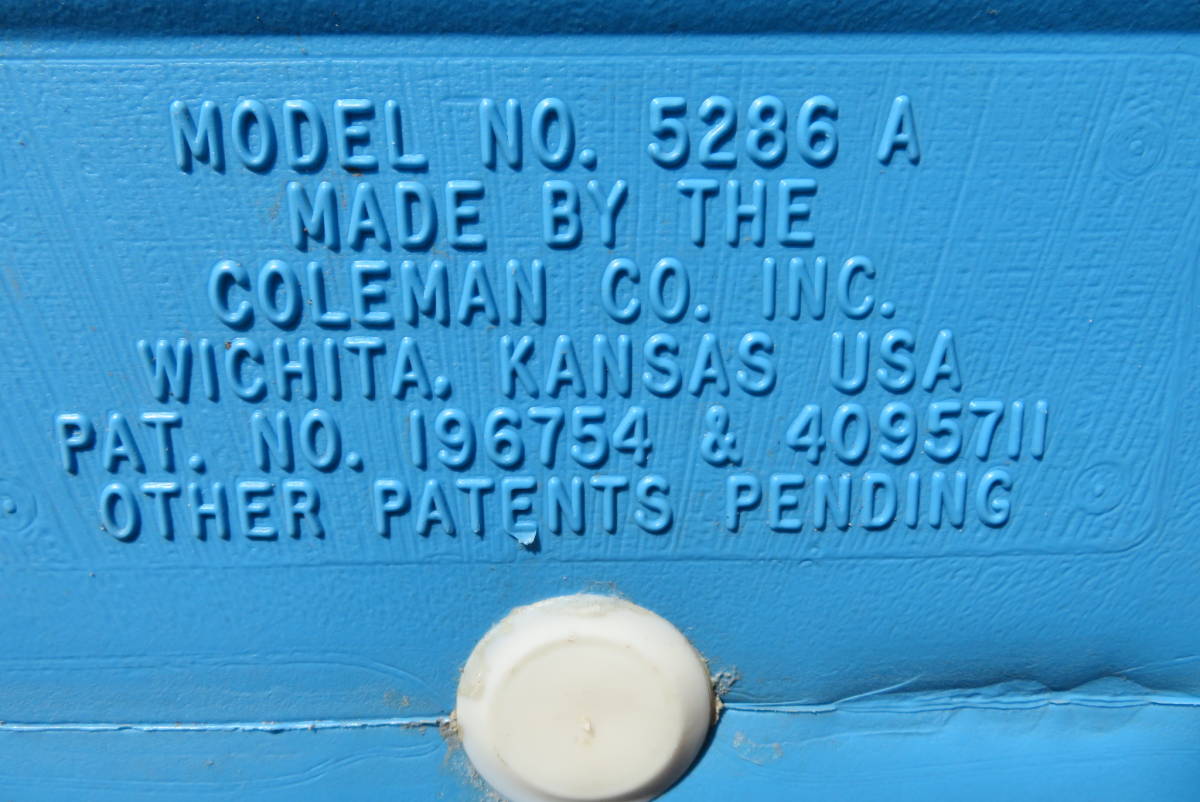 MODEL NO. 5286 A
MADE BY THE
COLEMAN CO. INC.
WICHITA, KANSAS USA
PAT. NO. 196754 & 4095711
OTHER PATENTS PENDING